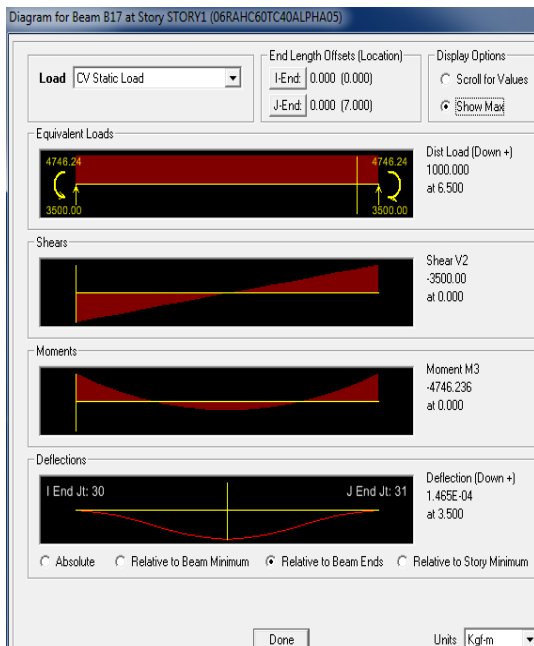 Diagram for Beam B17 at Story STORY1 (06RAHC60TC40ALPHA05)
Load CV Static Load
End Length Offsets (Location)
I-End: 0.000 (0.000)
J-End: 0.000 (7.000)
Display Options
Scroll for Values
Show Max
Equivalent Loads
4746.24 4746.24
3500.00 3500.00
Dist Load (Down +)
1000.000
at 6.500
Shears
Shear V2
-3500.00
at 0.000
Moments
Moment M3
-4746.236
at 0.000
Deflections
I End Jt: 30 J End Jt: 31
Deflection (Down +)
1.465E-04
at 3.500
Absolute Relative to Beam Minimum Relative to Beam Ends Relative to Story Minimum
Done Units Kgf-m